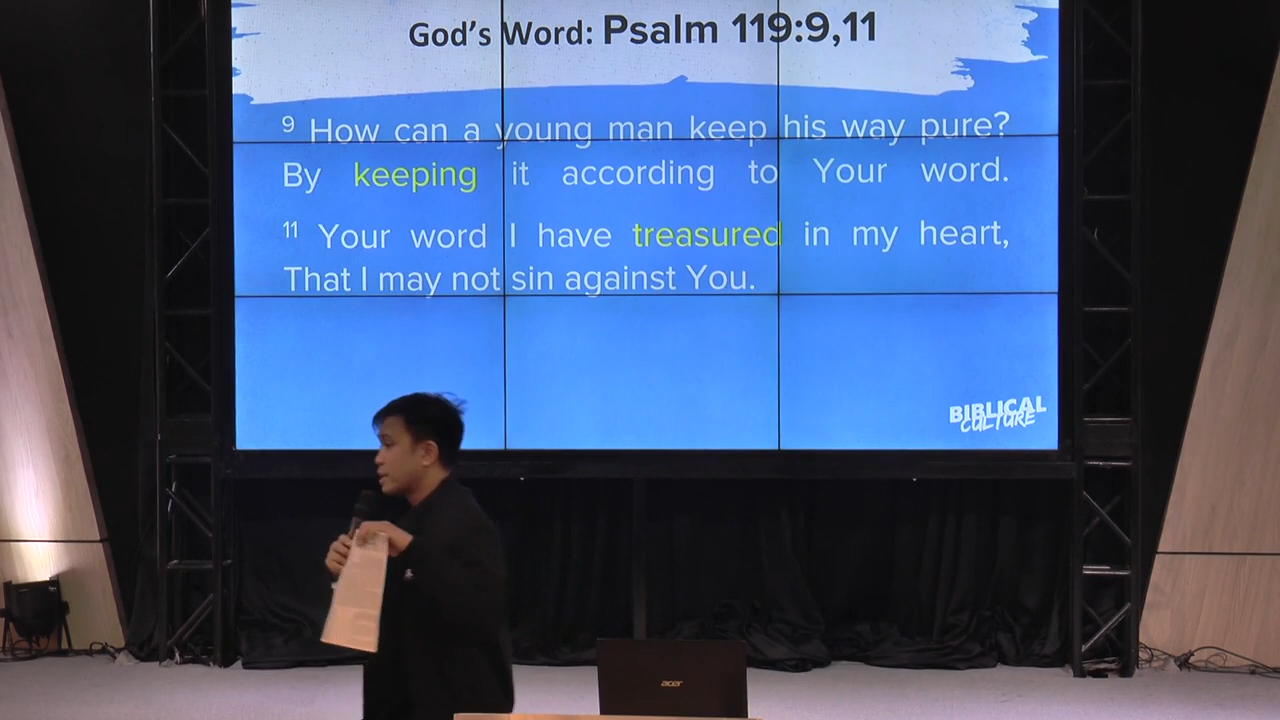 God's Word: Psalm 119:9,11
9 How can a young man keep his way pure?
By keeping it according to Your word.
11 Your word I have treasured in my heart,
That I may not sin against You.
BIBLICAL
CULTURE
acer